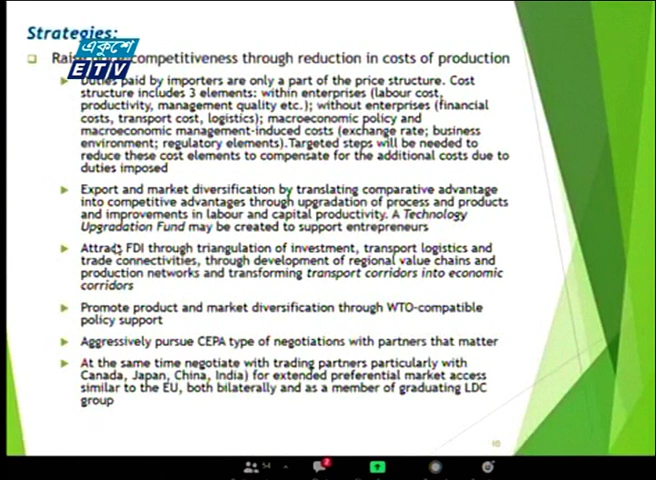 Strategies:
competitiveness through reduction in costs of production
একুশে
ETV
Duties paid by importers are only a part of the price structure. Cost
structure includes 3 elements: within enterprises (labour cost,
productivity, management quality etc.); without enterprises (financial
costs, transport cost, logistics); macroeconomic policy and
macroeconomic management-induced costs (exchange rate; business
environment; regulatory elements).Targeted steps will be needed to
reduce these cost elements to compensate for the additional costs due to
duties imposed
Export and market diversification by translating comparative advantage
into competitive advantages through upgradation of process and products
and improvements in labour and capital productivity. A Technology
Upgradation Fund may be created to support entrepreneurs
Attract FDI through triangulation of investment, transport logistics and
trade connectivities, through development of regional value chains and
production networks and transforming transport corridors into economic
corridors
Promote product and market diversification through WTO-compatible
policy support
Aggressively pursue CEPA type of negotiations with partners that matter
At the same time negotiate with trading partners particularly with
Canada, Japan, China, India) for extended preferential market access
similar to the EU, both bilaterally and as a member of graduating LDC
group
10
54
2